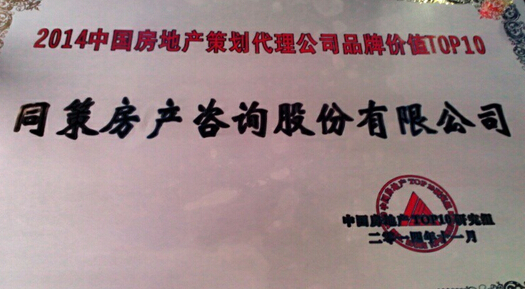 2014中国房地产策划代理公司品牌价值TOP10
同策房产咨询股份有限公司
中国房地产TOP10研究组
二零一四年十一月